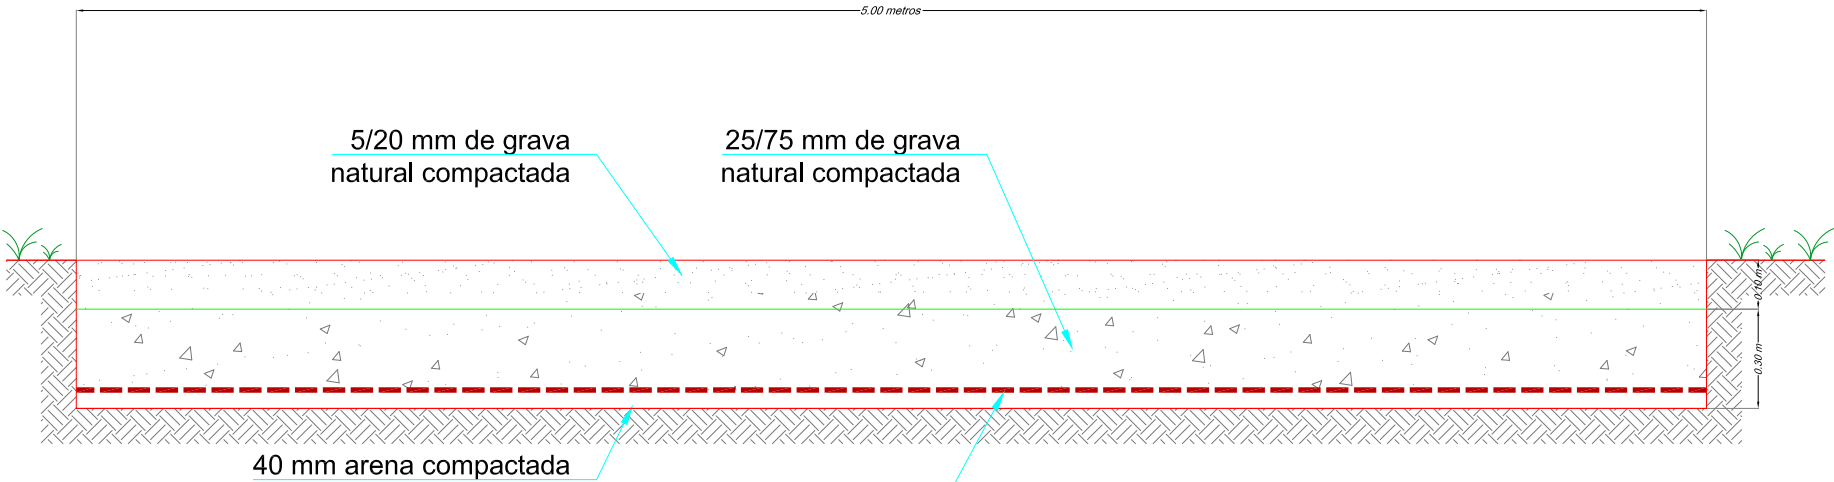 5.00 metros
5/20 mm de grava
natural compactada
25/75 mm de grava
natural compactada
0.10 m
0.30 m
40 mm arena compactada